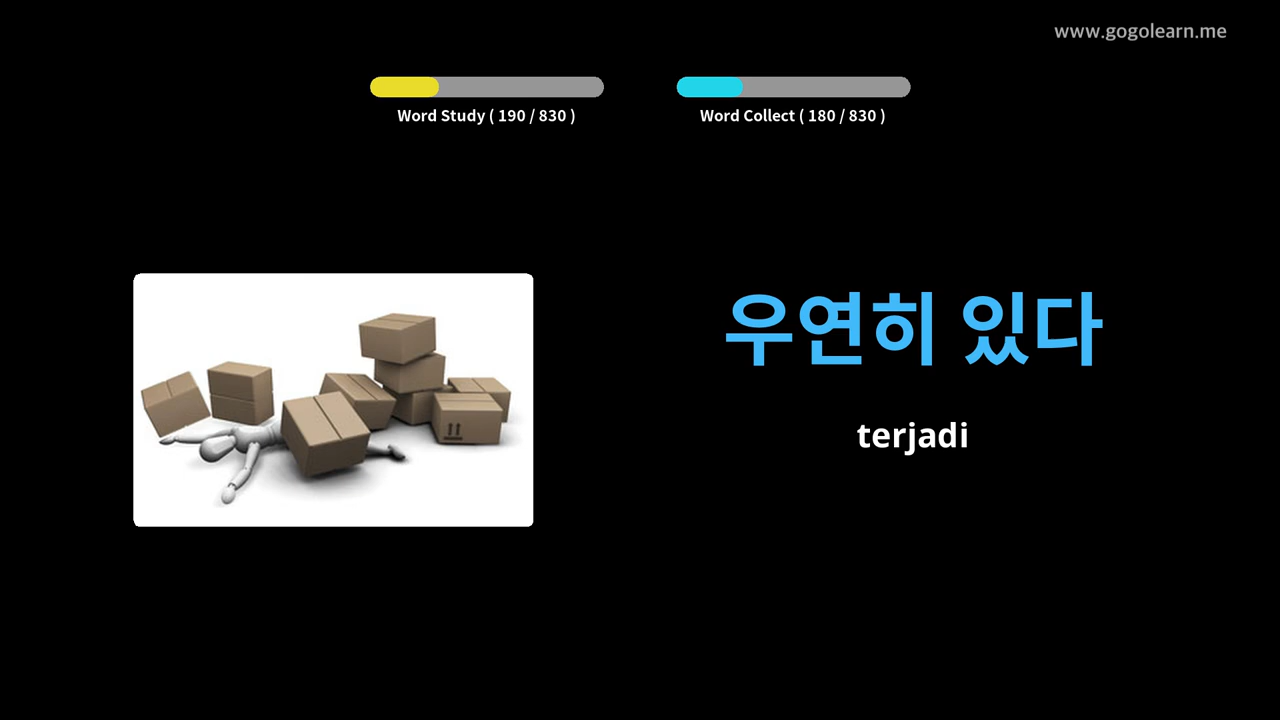 www.gogolearn.me
Word Study ( 190 / 830 )
Word Collect ( 180 / 830 )
우연히 있다
terjadi